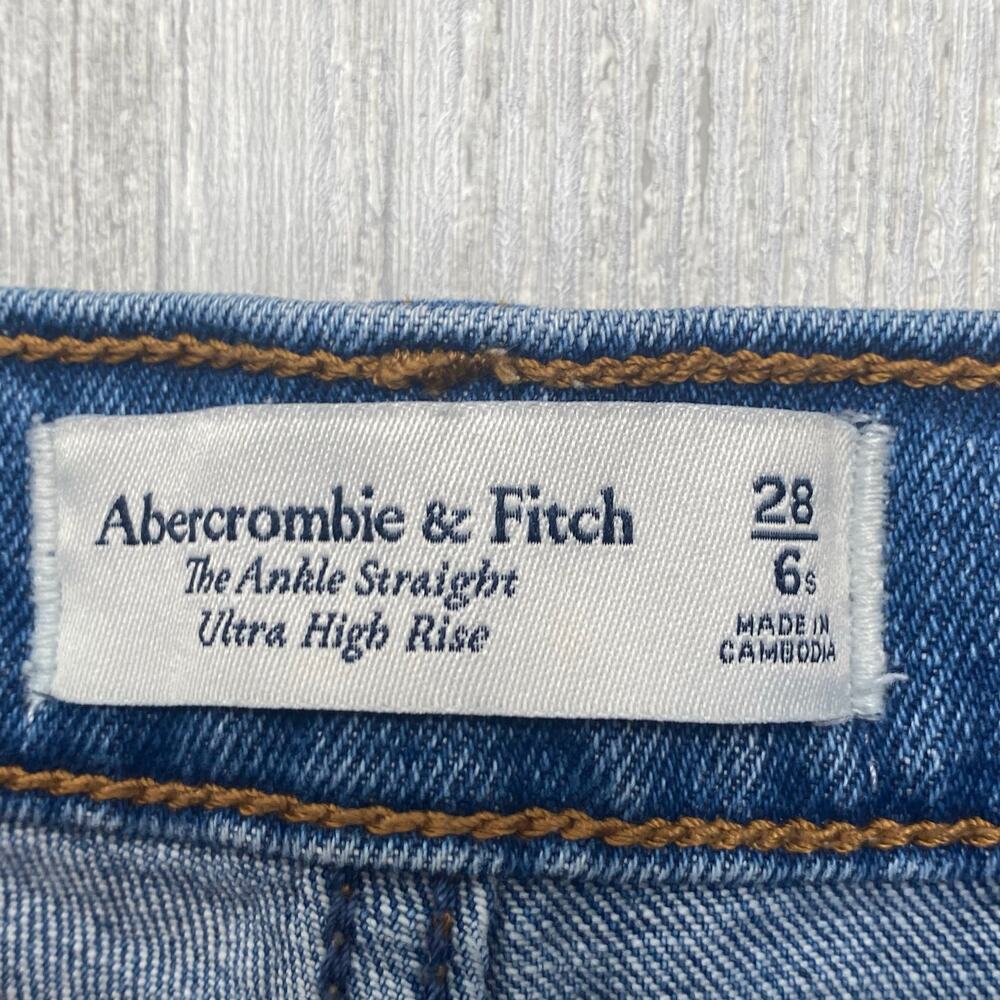 Abercrombie & Fitch
The Ankle Straight
Ultra High Rise
28
6s
MADE IN
CAMBODIA